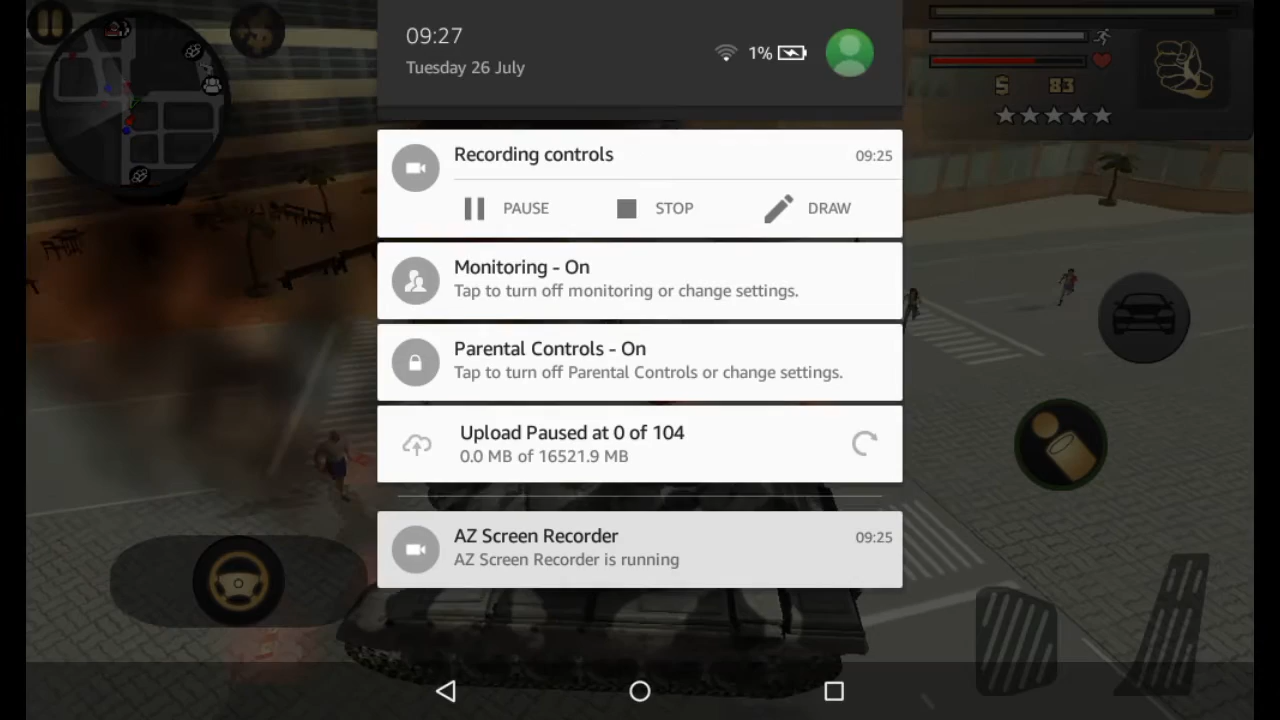 09:27
Tuesday 26 July
1%
Recording controls
09:25
PAUSE
STOP
DRAW
Monitoring - On
Tap to turn off monitoring or change settings.
Parental Controls - On
Tap to turn off Parental Controls or change settings.
Upload Paused at 0 of 104
0.0 MB of 16521.9 MB
AZ Screen Recorder
09:25
AZ Screen Recorder is running
$ 83